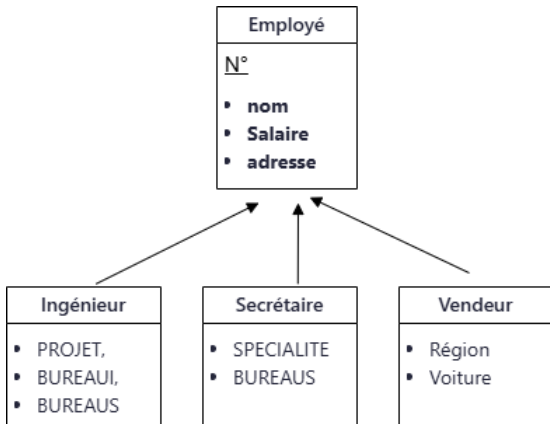 Employé
N°
• nom
• Salaire
• adresse
Ingénieur
• PROJET,
• BUREAUI,
• BUREAUS
Secrétaire
• SPECIALITE
• BUREAUS
Vendeur
• Région
• Voiture